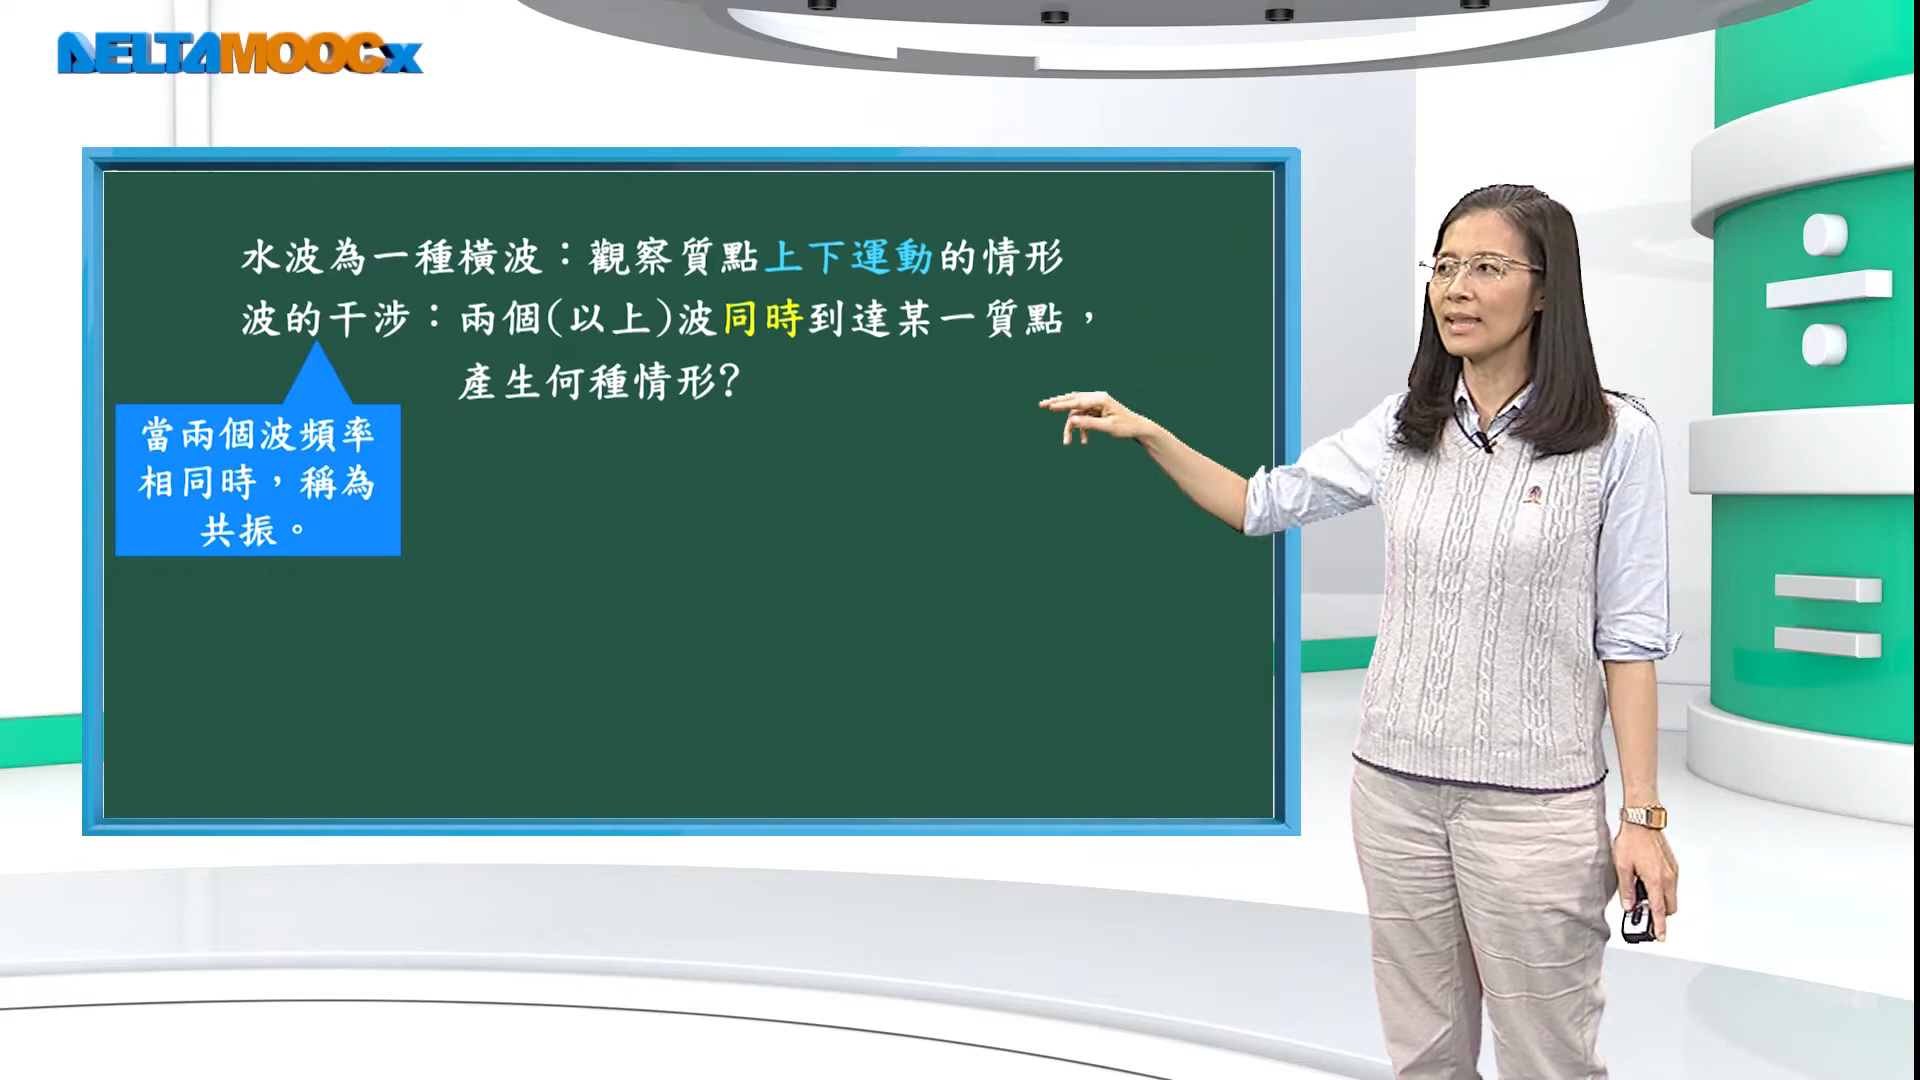 DELTAMOOCx
水波為一種橫波：觀察質點上下運動的情形
波的干涉：兩個(以上)波同時到達某一質點，
產生何種情形?
當兩個波頻率
相同時，稱為
共振。